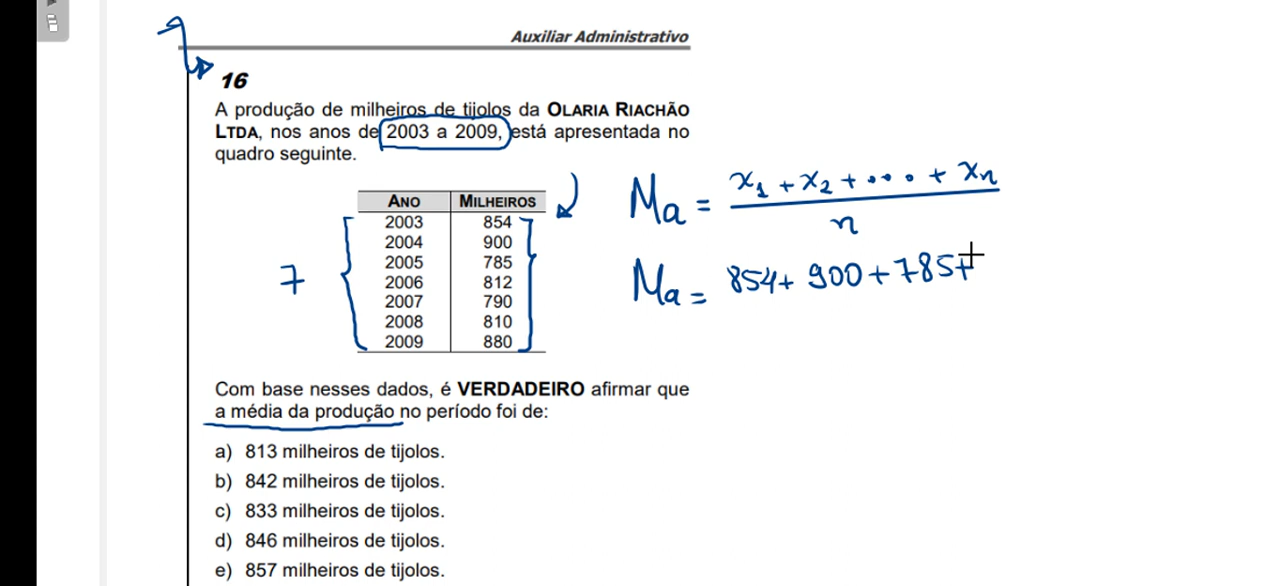 Auxiliar Administrativo
16
A produção de milheiros de tijolos da OLARIA RIACHÃO
LTDA, nos anos de 2003 a 2009, está apresentada no
quadro seguinte.
ANO MILHEIROS
2003 854
2004 900
2005 785
2006 812
2007 790
2008 810
2009 880
7
Com base nesses dados, é VERDADEIRO afirmar que
a média da produção no período foi de:
a) 813 milheiros de tijolos.
b) 842 milheiros de tijolos.
c) 833 milheiros de tijolos.
d) 846 milheiros de tijolos.
e) 857 milheiros de tijolos.
Ma = x1 + x2 + .... + xn
n
Ma = 854 + 900 + 785 +